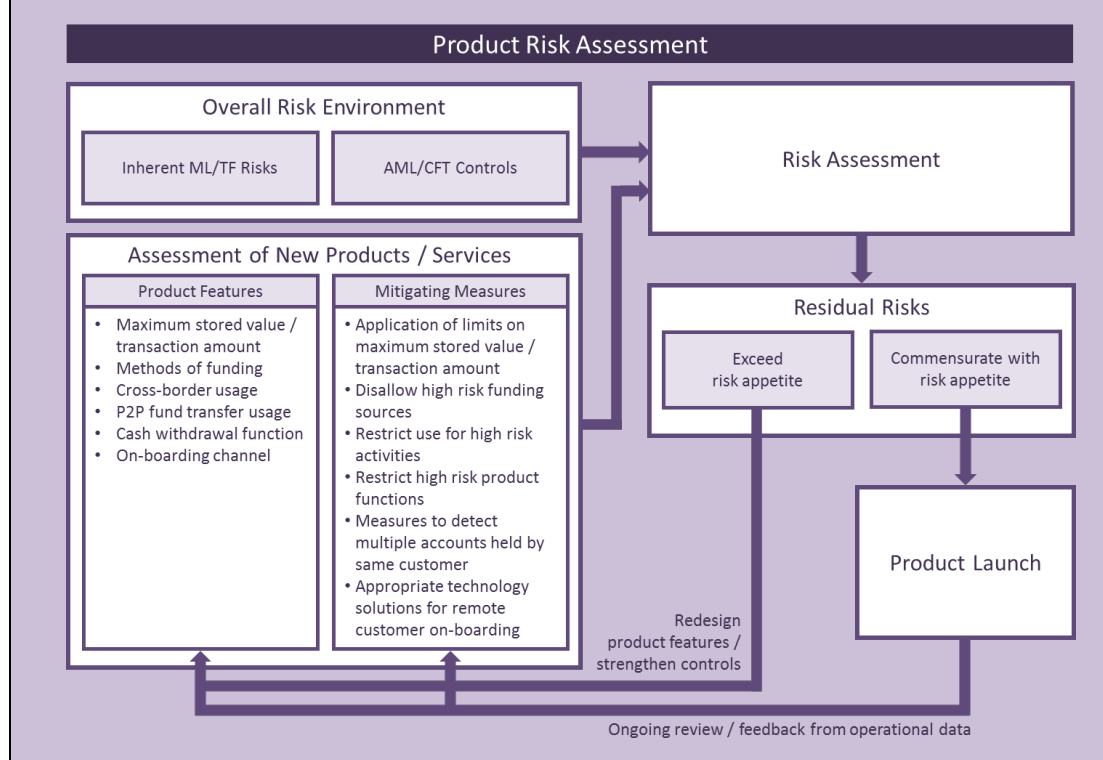 Product Risk Assessment
Overall Risk Environment
Inherent ML/TF Risks
AML/CFT Controls
Risk Assessment
Assessment of New Products / Services
Product Features
• Maximum stored value /
transaction amount
• Methods of funding
• Cross-border usage
• P2P fund transfer usage
• Cash withdrawal function
• On-boarding channel
Mitigating Measures
• Application of limits on
maximum stored value /
transaction amount
• Disallow high risk funding
sources
• Restrict use for high risk
activities
• Restrict high risk product
functions
• Measures to detect
multiple accounts held by
same customer
• Appropriate technology
solutions for remote
customer on-boarding
Residual Risks
Exceed
risk appetite
Commensurate with
risk appetite
Product Launch
Redesign
product features /
strengthen controls
Ongoing review / feedback from operational data